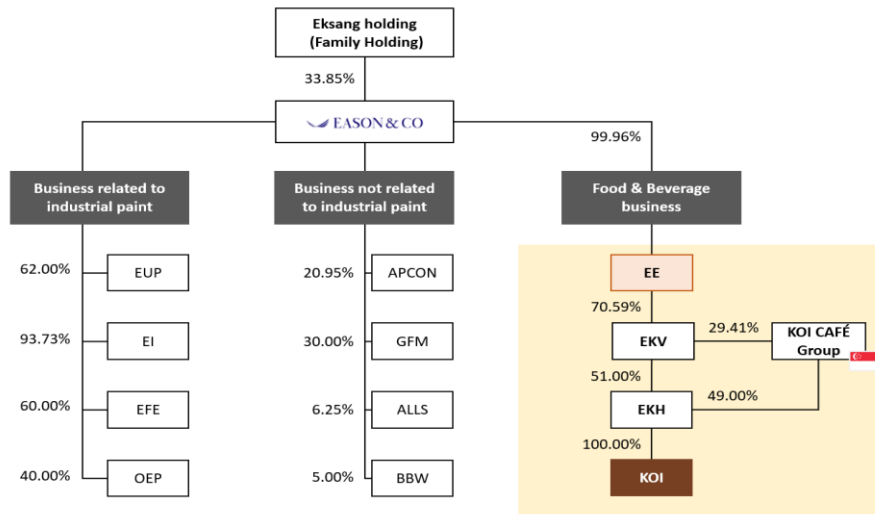 Eksang holding
(Family Holding)
33.85%
EASON & CO
99.96%
Business related to
industrial paint
Business not related
to industrial paint
Food & Beverage
business
62.00%
EUP
20.95%
APCON
EE
70.59%
93.73%
EI
30.00%
GFM
EKV
29.41%
KOI CAFÉ
Group
51.00%
60.00%
EFE
6.25%
ALLS
EKH
49.00%
100.00%
40.00%
OEP
5.00%
BBW
KOI